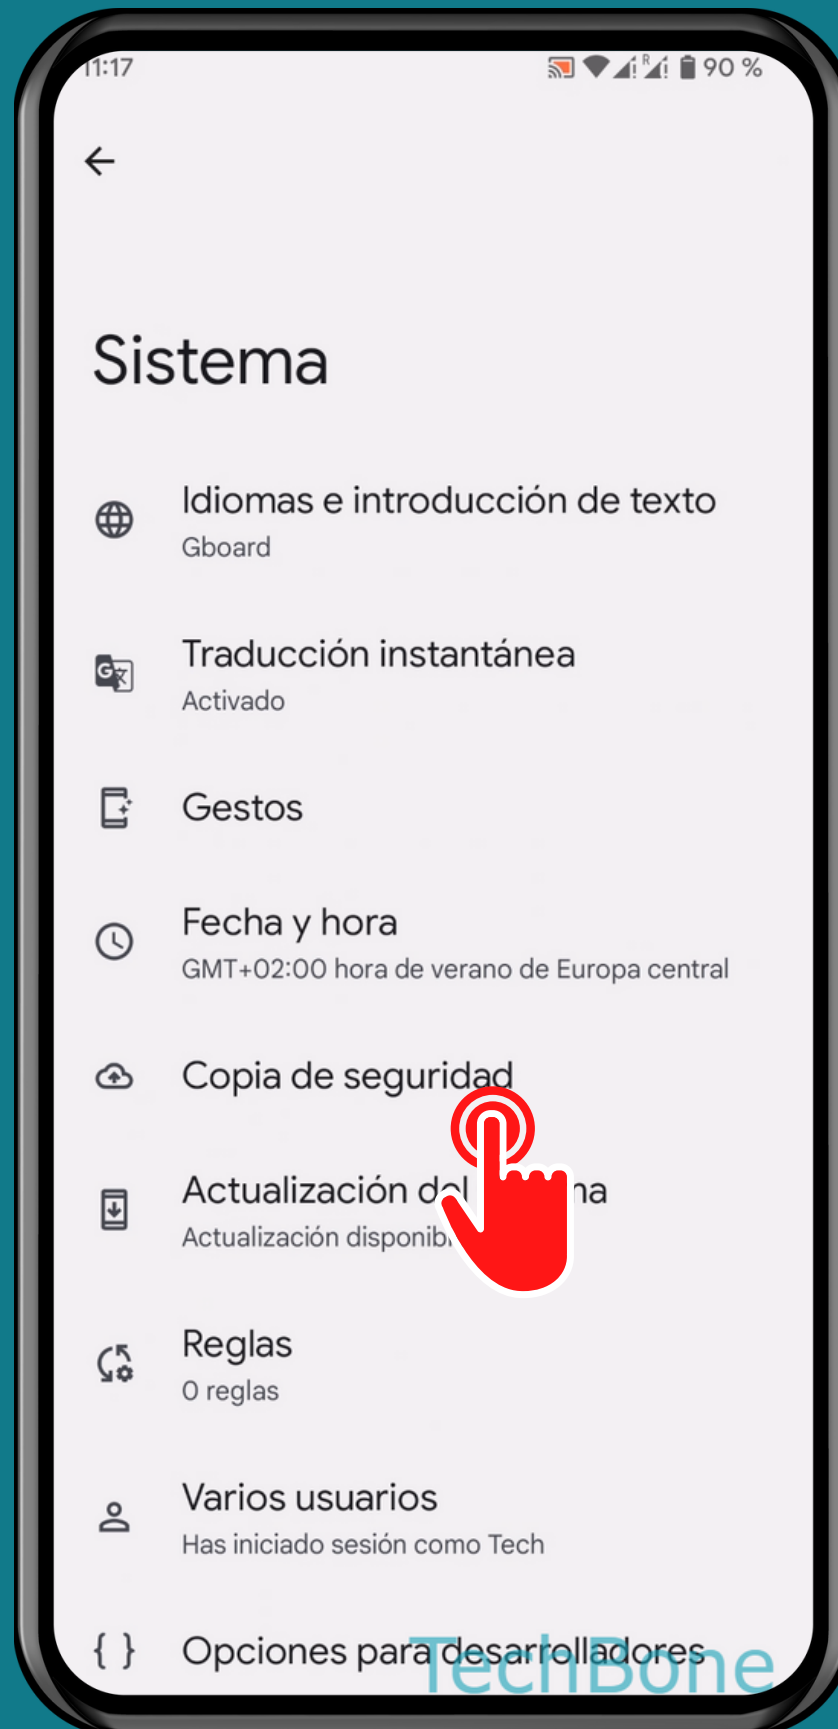 11:17
R
90 %
Sistema
Idiomas e introducción de texto
Gboard
Traducción instantánea
Activado
Gestos
Fecha y hora
GMT+02:00 hora de verano de Europa central
Copia de seguridad
Actualización del
Actualización
Reglas
0 reglas
Varios usuarios
Has iniciado sesión como Tech
{ } Opciones para desarrolladores
TechBone